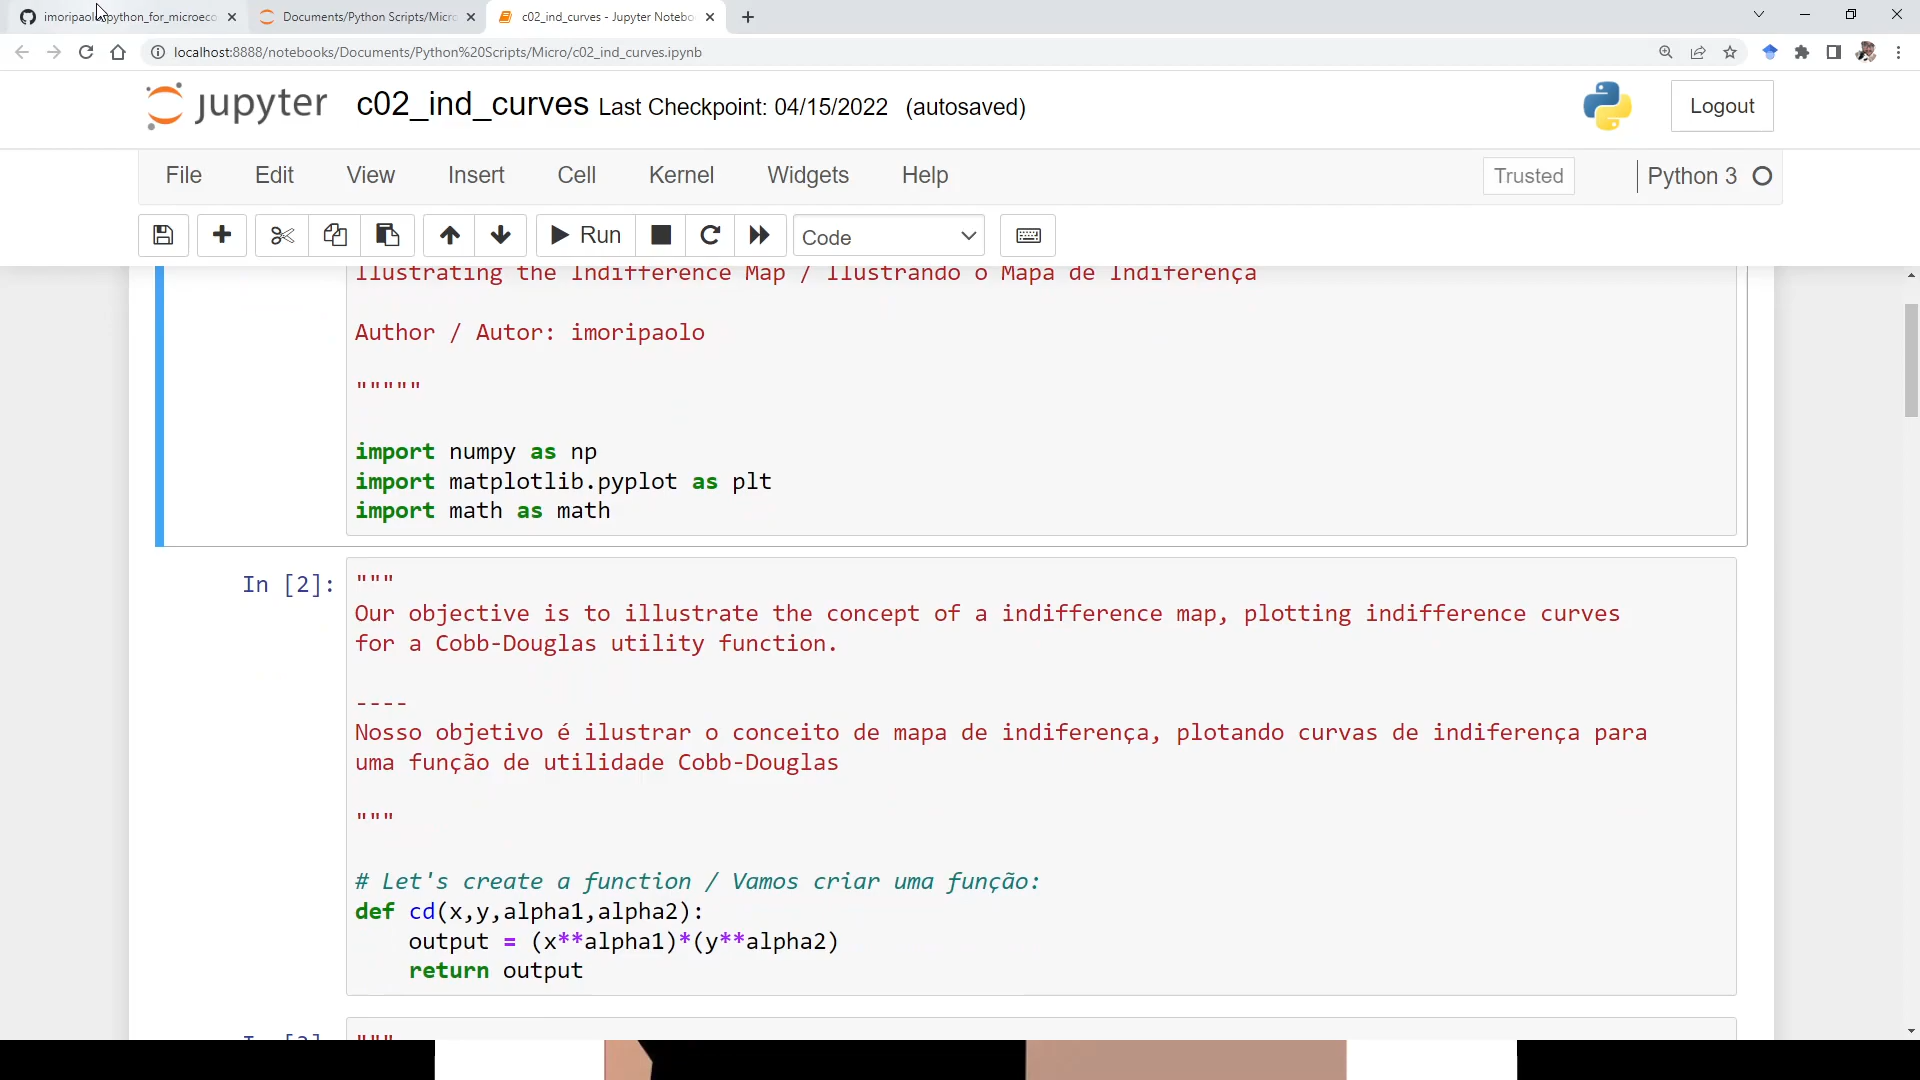 imoripaolo/python_for_microeco
Documents/Python Scripts/Micro
c02_ind_curves - Jupyter Notebo
localhost:8888/notebooks/Documents/Python%20Scripts/Micro/c02_ind_curves.ipynb
jupyter c02_ind_curves Last Checkpoint: 04/15/2022 (autosaved)
Logout
File Edit View Insert Cell Kernel Widgets Help
Trusted
Python 3
Run
Code
Ilustrating the Indifference Map / Ilustrando o Mapa de Indiferença
Author / Autor: imoripaolo
"""""
import numpy as np
import matplotlib.pyplot as plt
import math as math
In [2]:
"""
Our objective is to illustrate the concept of a indifference map, plotting indifference curves
for a Cobb-Douglas utility function.
----
Nosso objetivo é ilustrar o conceito de mapa de indiferença, plotando curvas de indiferença para
uma função de utilidade Cobb-Douglas
"""
# Let's create a function / Vamos criar uma função:
def cd(x,y,alpha1,alpha2):
output = (x**alpha1)*(y**alpha2)
return output
"""